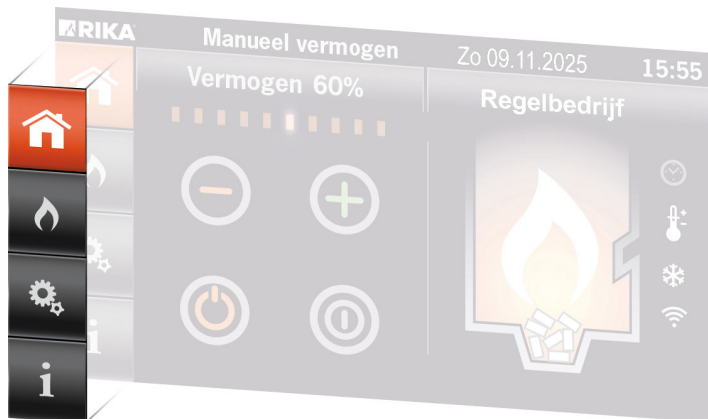 RIKA
Manueel vermogen
Zo 09.11.2025
15:55
Vermogen 60%
Regelbedrijf